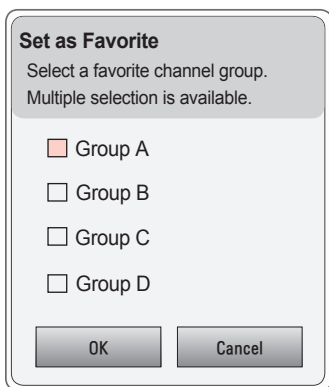 Set as Favorite
Select a favorite channel group.
Multiple selection is available.
Group A
Group B
Group C
Group D
OK Cancel